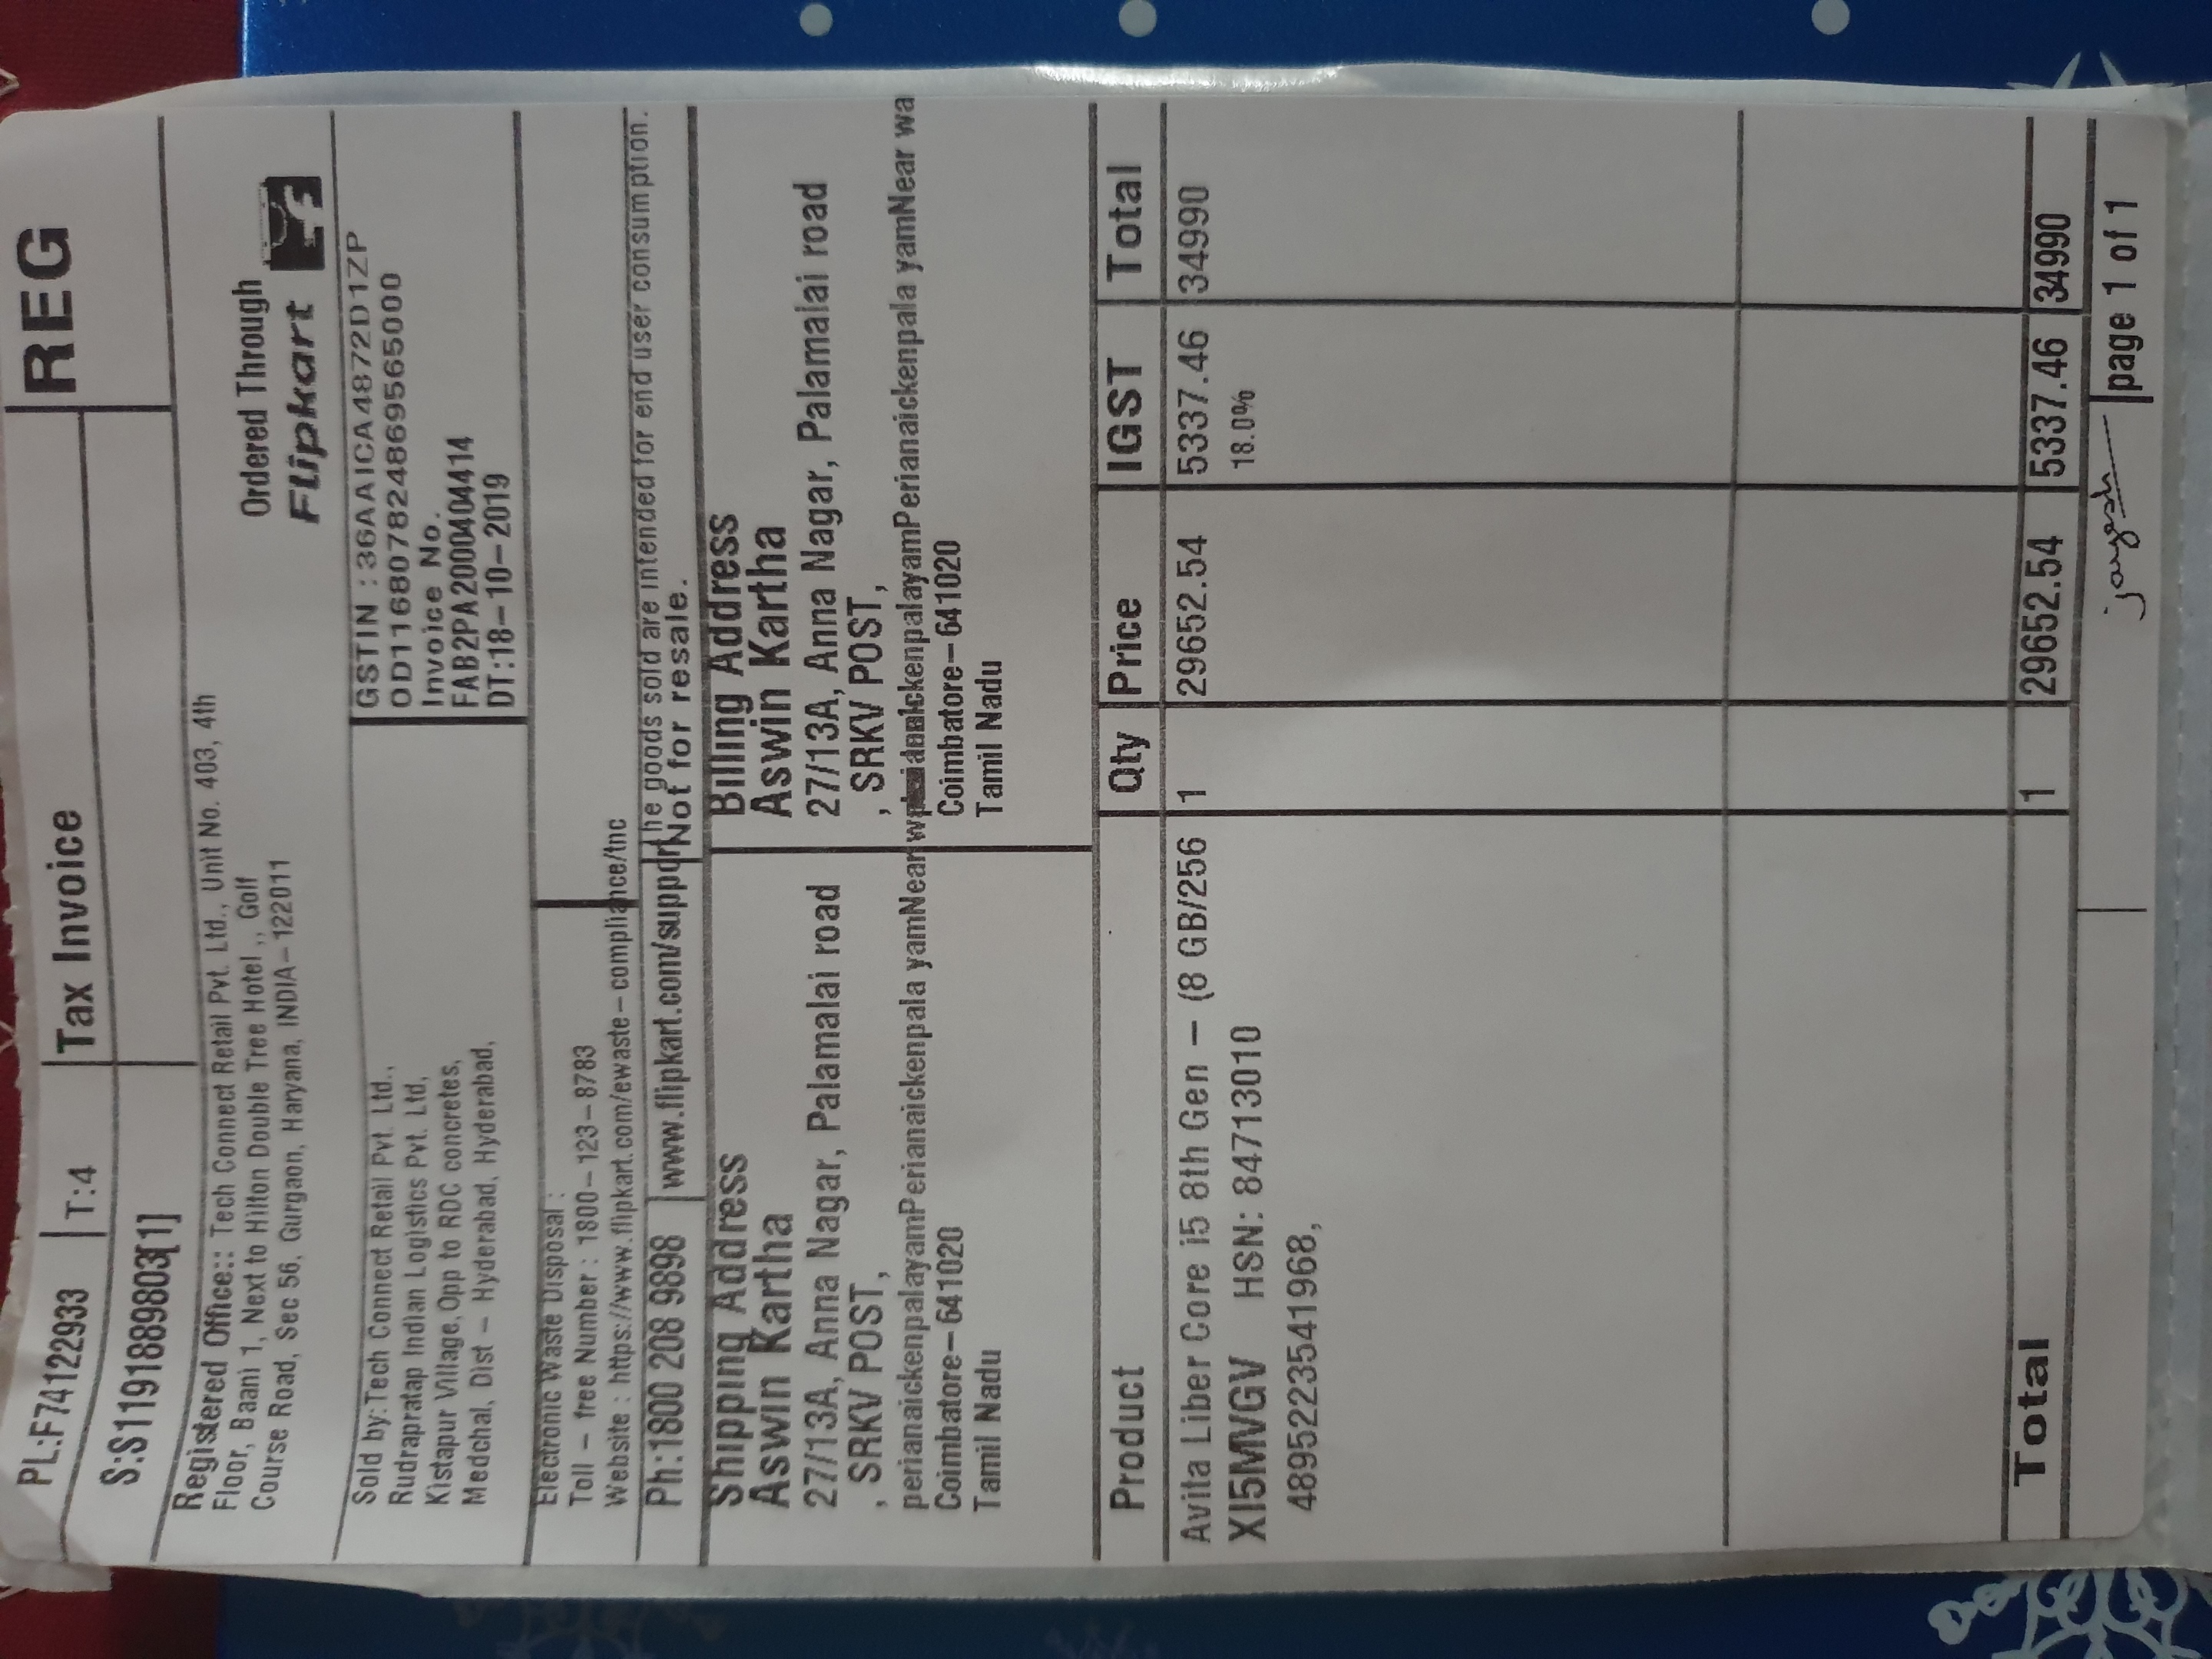 PL:F74122933 T:4 Tax Invoice REG
S:S1191889803[1]
Registered Office:: Tech Connect Retail Pvt. Ltd., Unit No. 403, 4th
Floor, Baani 1, Next to Hilton Double Tree Hotel ,, Golf
Course Road, Sec 56, Gurgaon, Haryana, INDIA-122011
Ordered Through
Flipkart
Sold by:Tech Connect Retail Pvt. Ltd.,
Rudrapratap Indian Logistics Pvt. Ltd,
Kistapur Village,Opp to RDC concretes,
Medchal, Dist - Hyderabad, Hyderabad,
GSTIN :36AAICA4872D1ZP
OD116807824869565000
Invoice No.
FAB2PA2000404414
DT:18-10-2019
Electronic Waste Disposal :
Toll - free Number : 1800-123-8783
Website : https://www.flipkart.com/ewaste-compliance/tnc
Ph:1800 208 9898 www.flipkart.com/support
The goods sold are intended for end user consumption.
Not for resale.
Shipping Address
Aswin Kartha
27/13A, Anna Nagar, Palamalai road
, SRKV POST,
perianaickenpalayamPerianaickenpala yamNear
Coimbatore-641020
Tamil Nadu
Billing Address
Aswin Kartha
27/13A, Anna Nagar, Palamalai road
, SRKV POST,
yamNear wa
Coimbatore-641020
Tamil Nadu
Product Qty Price IGST Total
Avita Liber Core i5 8th Gen - (8 GB/256 1 29652.54 5337.46 34990
XI5MVGV HSN: 84713010 18.0%
4895223541968,
Total 1 29652.54 5337.46 34990
jayesh
page 1 of 1